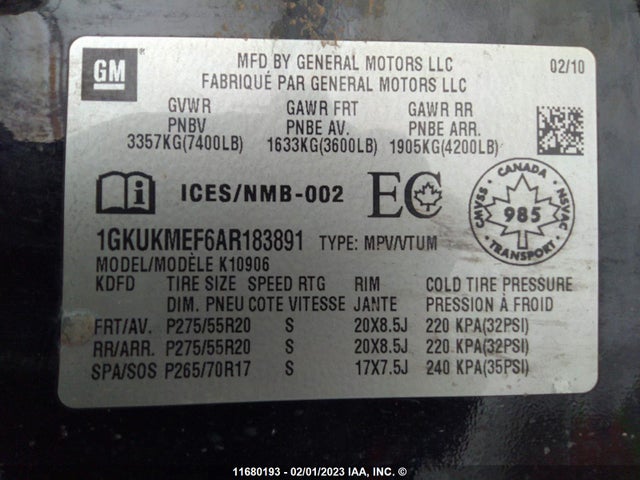 GM
MFD BY GENERAL MOTORS LLC 02/10
FABRIQUÉ PAR GENERAL MOTORS LLC
GVWR GAWR FRT GAWR RR
PNBV PNBE AV. PNBE ARR.
3357KG(7400LB) 1633KG(3600LB) 1905KG(4200LB)
ICES/NMB-002 EC
CANADA CMVSS 985 NSVAC TRANSPORT
1GKUKMEF6AR183891 TYPE: MPV/VTUM
MODEL/MODÈLE K10906
KDFD TIRE SIZE SPEED RTG RIM COLD TIRE PRESSURE
DIM. PNEU COTE VITESSE JANTE PRESSION À FROID
FRT/AV. P275/55R20 S 20X8.5J 220 KPA(32PSI)
RR/ARR. P275/55R20 S 20X8.5J 220 KPA(32PSI)
SPA/SOS P265/70R17 S 17X7.5J 240 KPA(35PSI)
11680193 - 02/01/2023 IAA, INC. ©